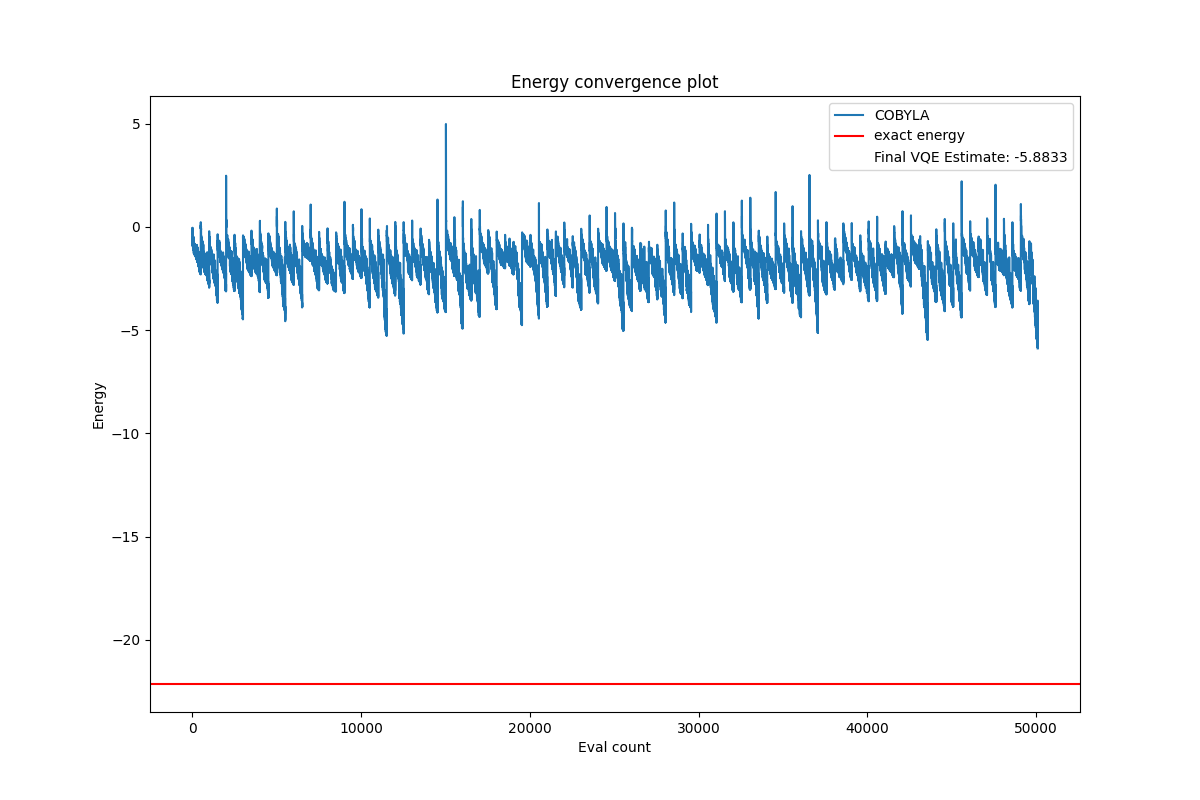 Energy convergence plot
COBYLA
exact energy
Final VQE Estimate: -5.8833
5
0
−5
−10
−15
−20
Energy
0
10000
20000
30000
40000
50000
Eval count